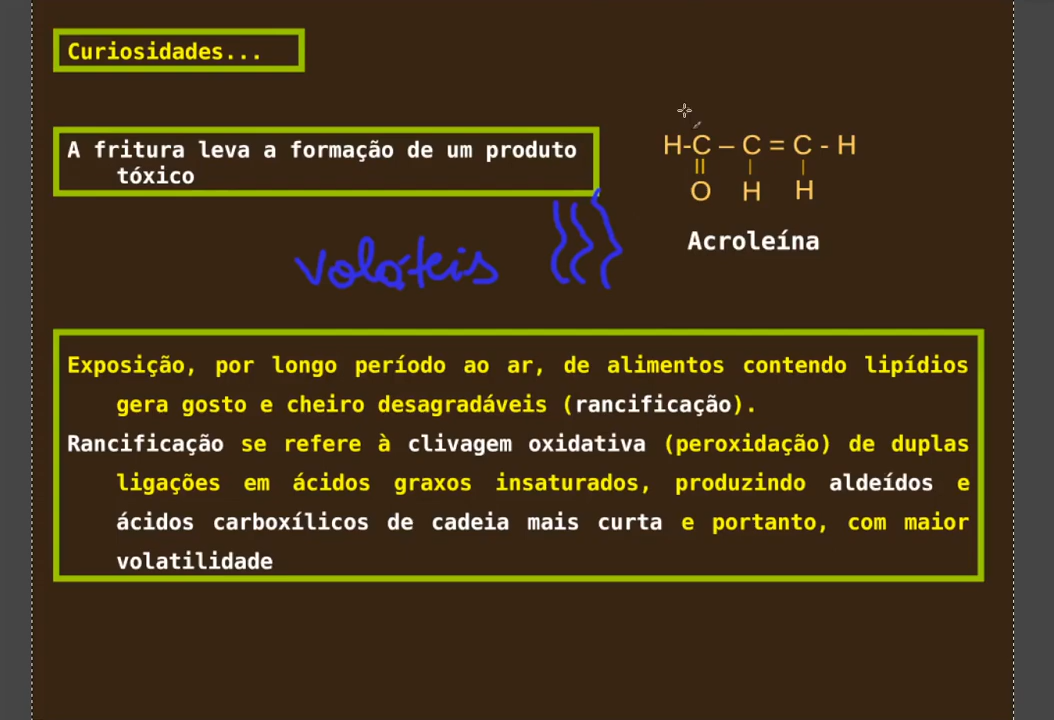 Curiosidades...
A fritura leva a formação de um produto
tóxico
H-C – C = C - H
|| | |
O H H
Acroleína
voláteis
Exposição, por longo período ao ar, de alimentos contendo lipídios
gera gosto e cheiro desagradáveis (rancificação).
Rancificação se refere à clivagem oxidativa (peroxidação) de duplas
ligações em ácidos graxos insaturados, produzindo aldeídos e
ácidos carboxílicos de cadeia mais curta e portanto, com maior
volatilidade